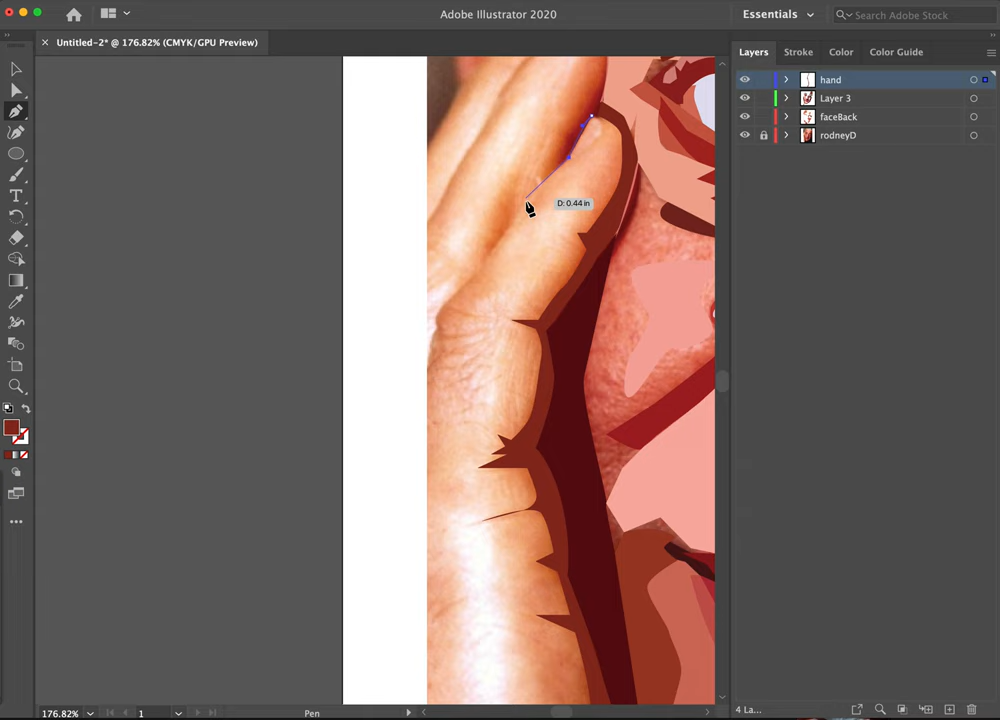 Adobe Illustrator 2020
Essentials
Search Adobe Stock
Untitled-2* @ 176.82% (CMYK/GPU Preview)
Layers Stroke Color Color Guide
hand
Layer 3
faceBack
rodneyD
D: 0.44 in
176.82%
1
Pen
4 La...